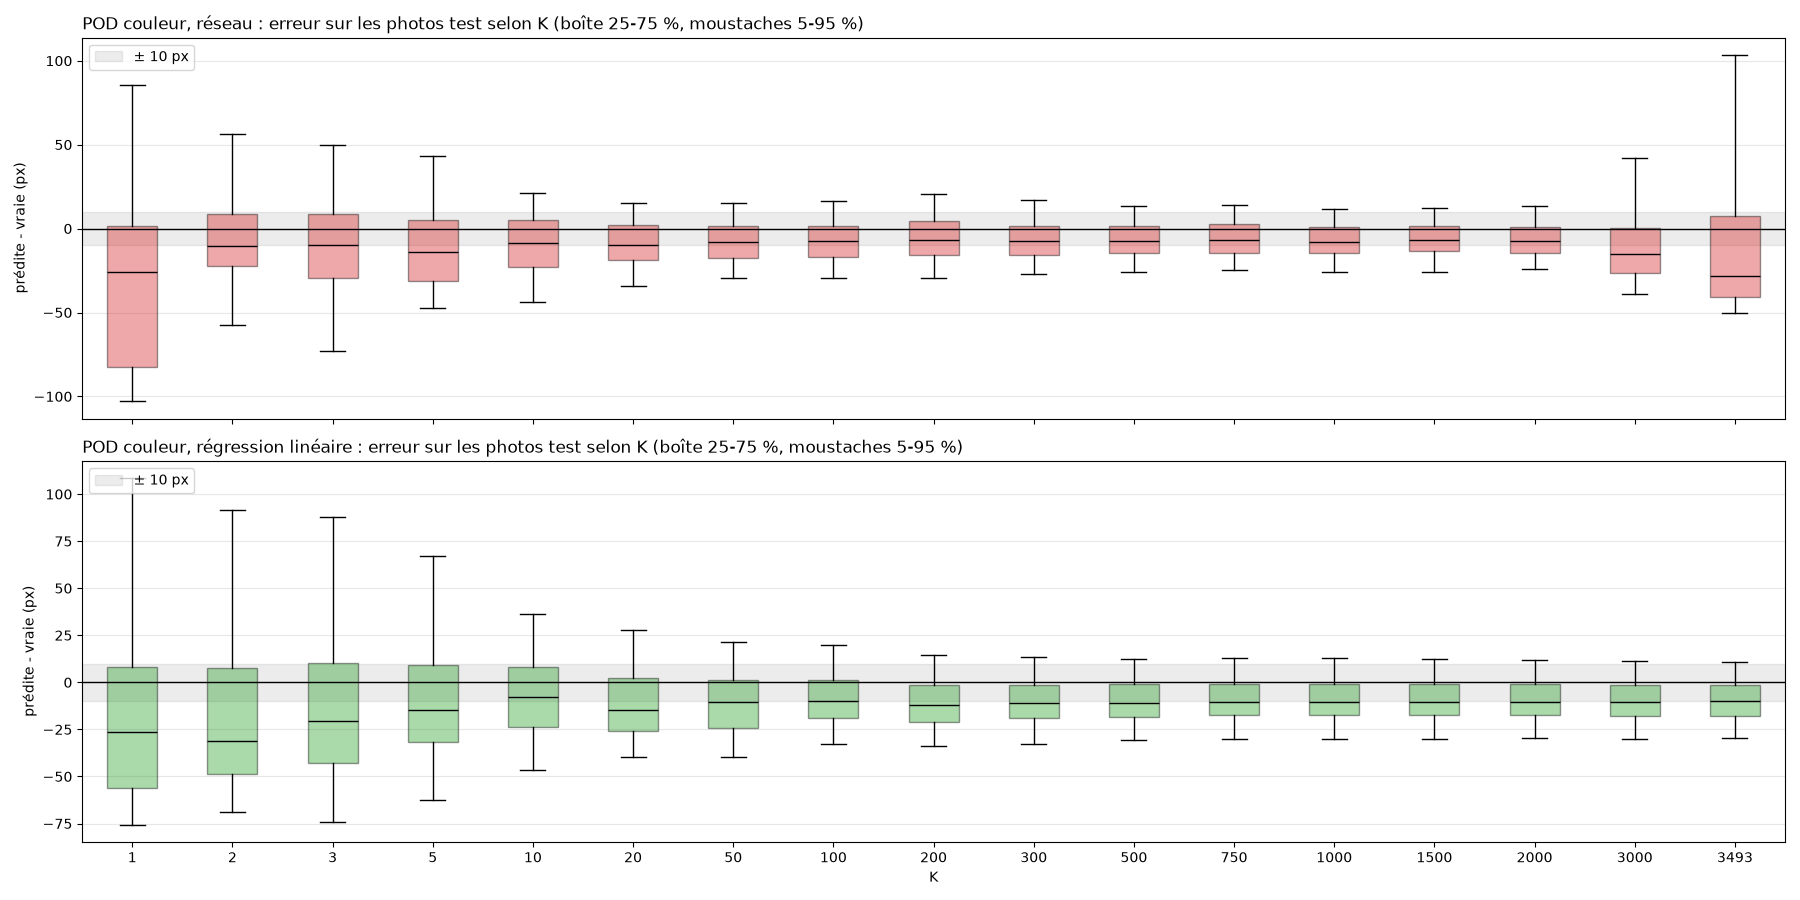 POD couleur, réseau : erreur sur les photos test selon K (boîte 25-75 %, moustaches 5-95 %)
± 10 px
100
50
0
−50
−100
prédite - vraie (px)
POD couleur, régression linéaire : erreur sur les photos test selon K (boîte 25-75 %, moustaches 5-95 %)
± 10 px
100
75
50
25
0
−25
−50
−75
prédite - vraie (px)
1 2 3 5 10 20 50 100 200 300 500 750 1000 1500 2000 3000 3493
K